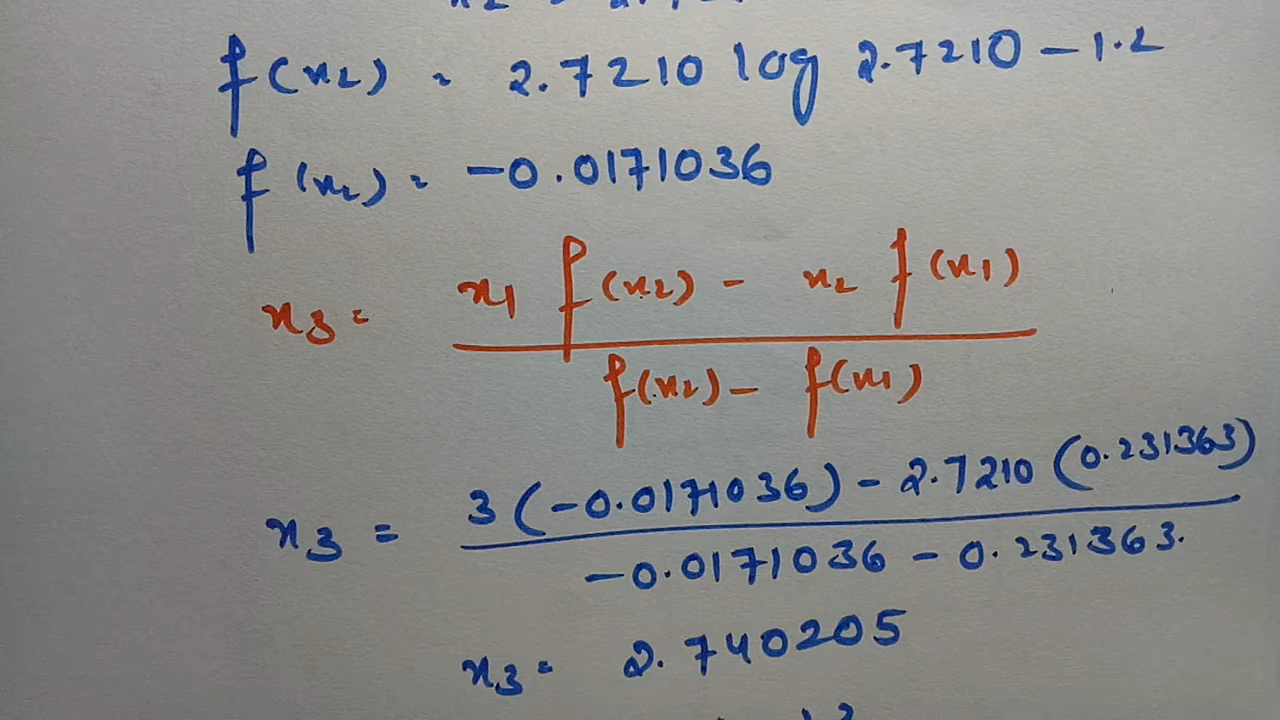 f(x2) = 2.7210 log 2.7210 - 1.2
f(x2) = -0.0171036
x3 = x1 f(x2) - x2 f(x1)
f(x2) - f(x1)
x3 = 3(-0.0171036) - 2.7210 (0.231363)
-0.0171036 - 0.231363.
x3 = 2.740205